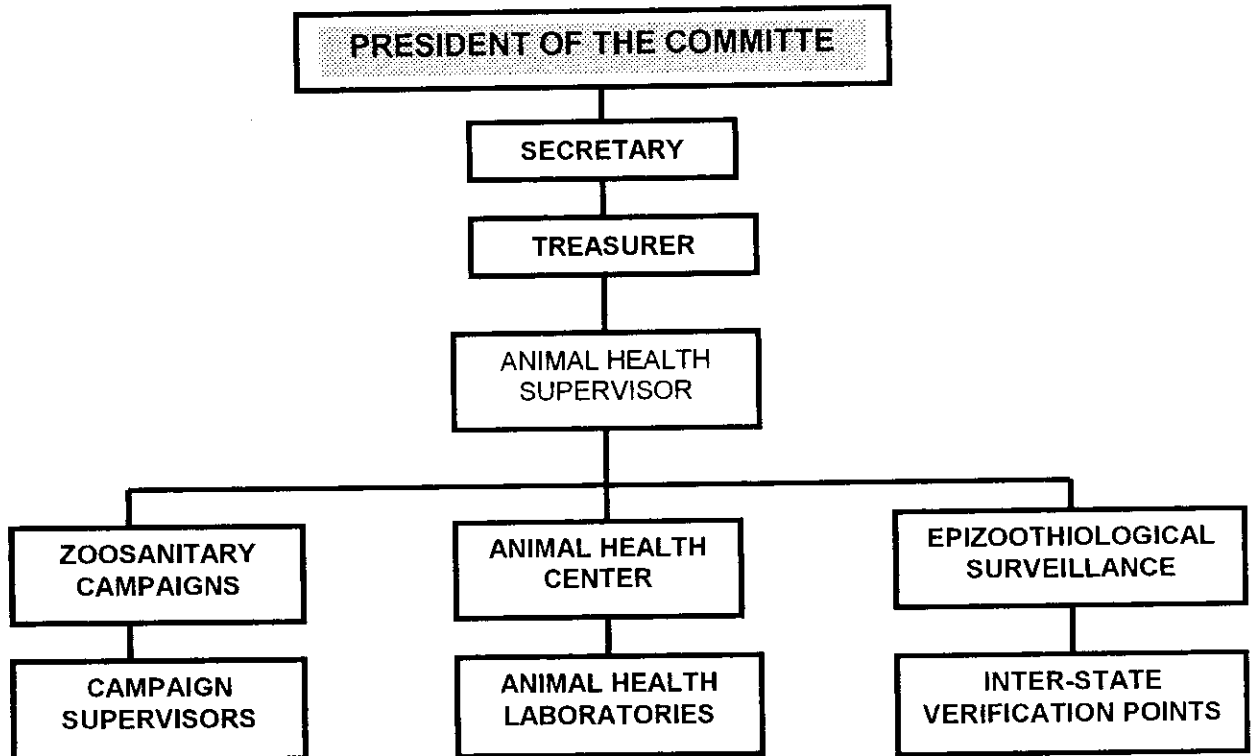 PRESIDENT OF THE COMMITTE
SECRETARY
TREASURER
ANIMAL HEALTH
SUPERVISOR
ZOOSANITARY
CAMPAIGNS
ANIMAL HEALTH
CENTER
EPIZOOTHIOLOGICAL
SURVEILLANCE
CAMPAIGN
SUPERVISORS
ANIMAL HEALTH
LABORATORIES
INTER-STATE
VERIFICATION POINTS